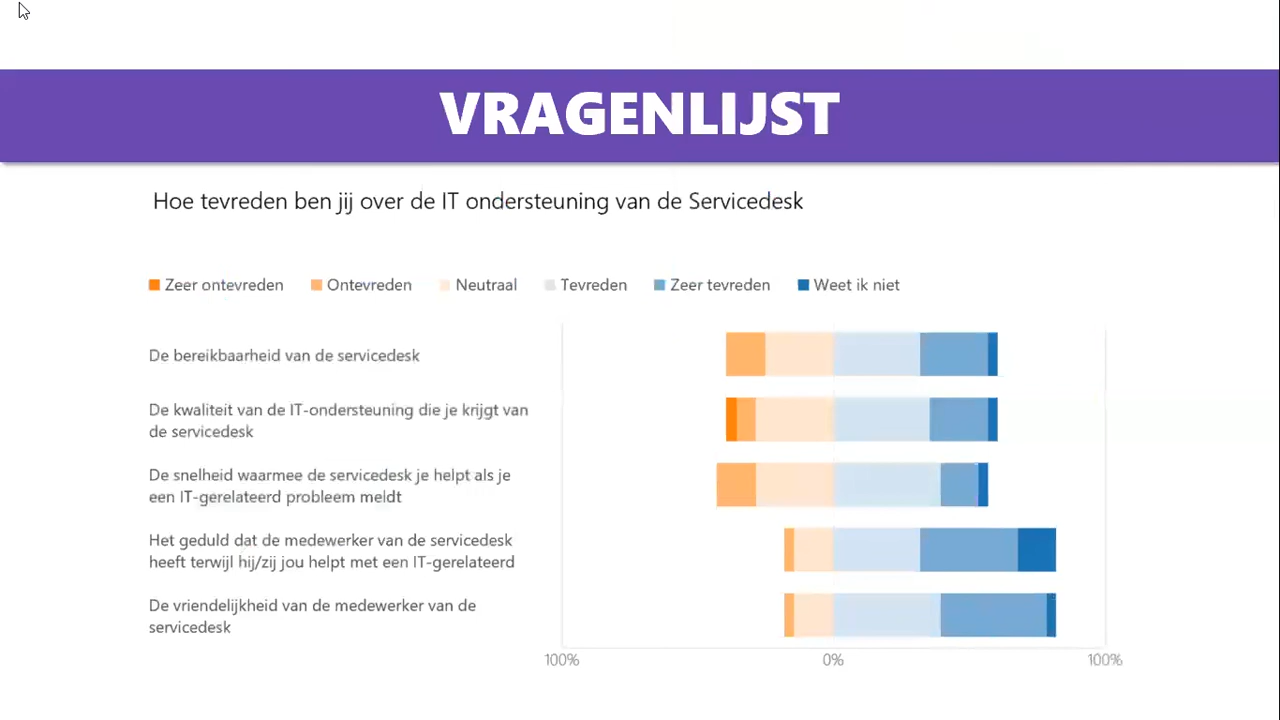 VRAGENLIJST
Hoe tevreden ben jij over de IT ondersteuning van de Servicedesk
Zeer ontevreden Ontevreden Neutraal Tevreden Zeer tevreden Weet ik niet
De bereikbaarheid van de servicedesk
De kwaliteit van de IT-ondersteuning die je krijgt van
de servicedesk
De snelheid waarmee de servicedesk je helpt als je
een IT-gerelateerd probleem meldt
Het geduld dat de medewerker van de servicedesk
heeft terwijl hij/zij jou helpt met een IT-gerelateerd
De vriendelijkheid van de medewerker van de
servicedesk
100% 0% 100%